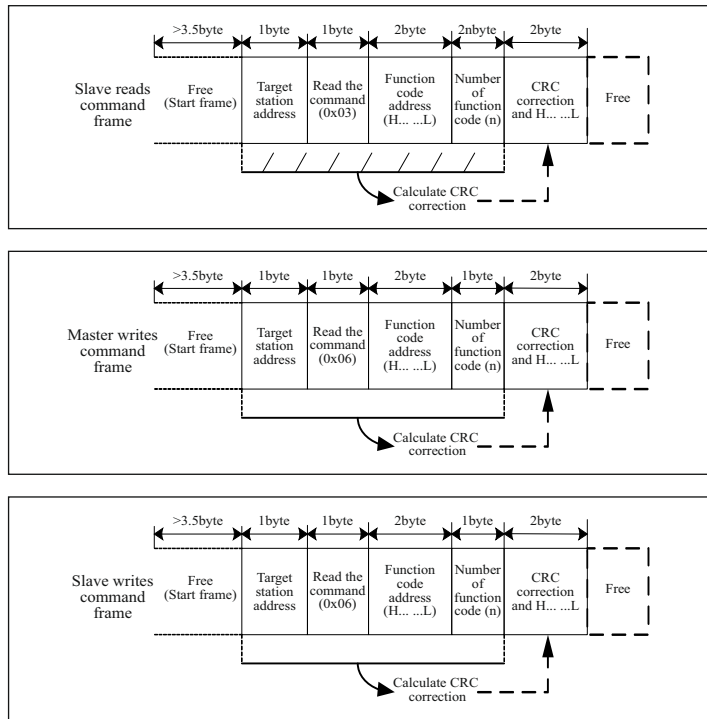 >3.5byte 1byte 1byte 2byte 2nbyte 2byte
Slave reads
command
frame
Free
(Start frame)
Target
station
address
Read the
command
(0x03)
Function
code
address
(H... ...L)
Number
of
function
code (n)
CRC
correction
and H... ...L
Free
Calculate CRC
correction
>3.5byte 1byte 1byte 2byte 1byte 2byte
Master writes
command
frame
Free
(Start frame)
Target
station
address
Read the
command
(0x06)
Function
code
address
(H... ...L)
Number
of
function
code (n)
CRC
correction
and H... ...L
Free
Calculate CRC
correction
>3.5byte 1byte 1byte 2byte 1byte 2byte
Slave writes
command
frame
Free
(Start frame)
Target
station
address
Read the
command
(0x06)
Function
code
address
(H... ...L)
Number
of
function
code (n)
CRC
correction
and H... ...L
Free
Calculate CRC
correction